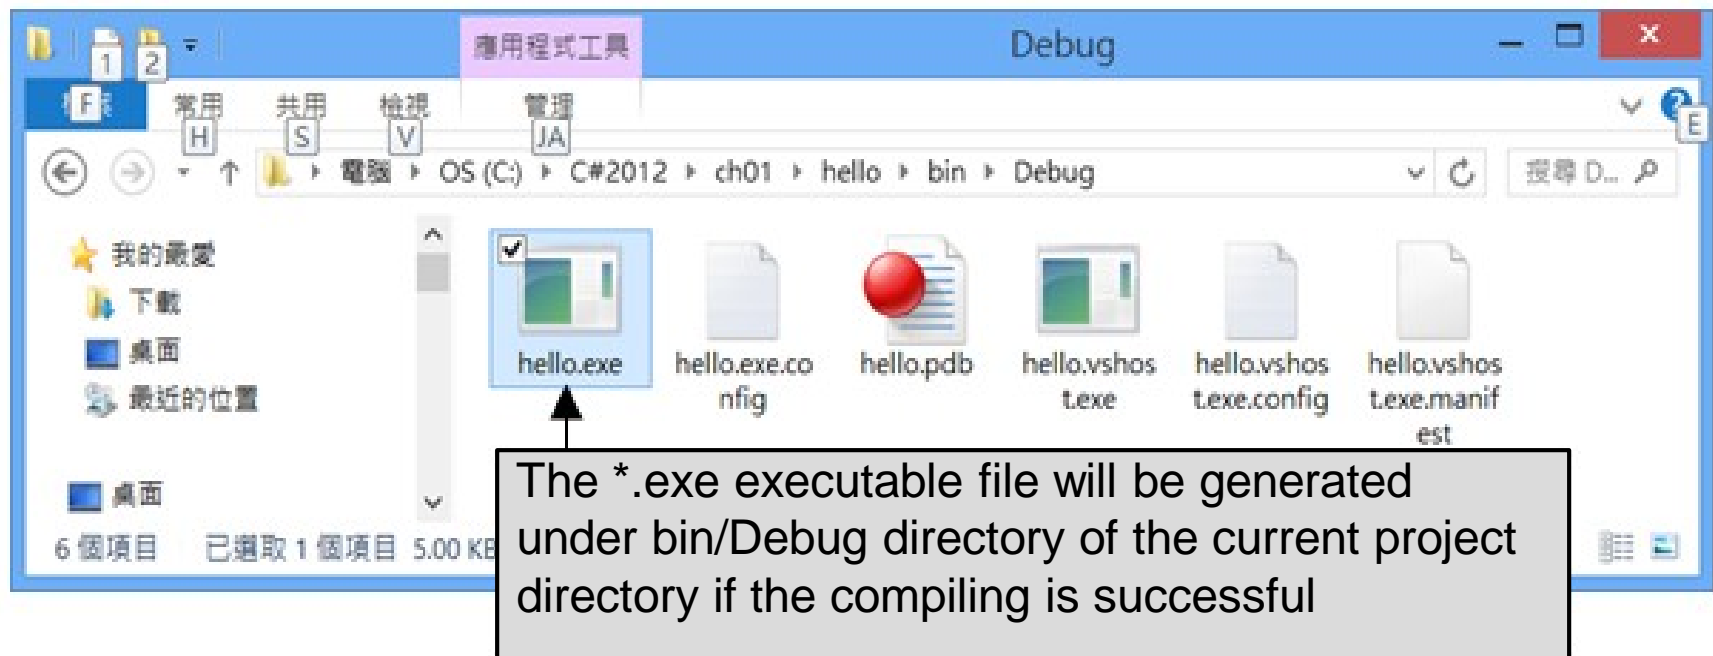 1 2
應用程式工具
Debug
F
常用 共用 檢視 管理
H S V JA E
電腦 OS (C:) C#2012 ch01 hello bin Debug
搜尋 D...
我的最愛
下載
桌面
最近的位置
桌面
hello.exe
hello.exe.co
nfig
hello.pdb
hello.vshos
t.exe
hello.vshos
t.exe.config
hello.vshos
t.exe.manif
est
6 個項目 已選取 1 個項目 5.00 KB
The *.exe executable file will be generated
under bin/Debug directory of the current project
directory if the compiling is successful